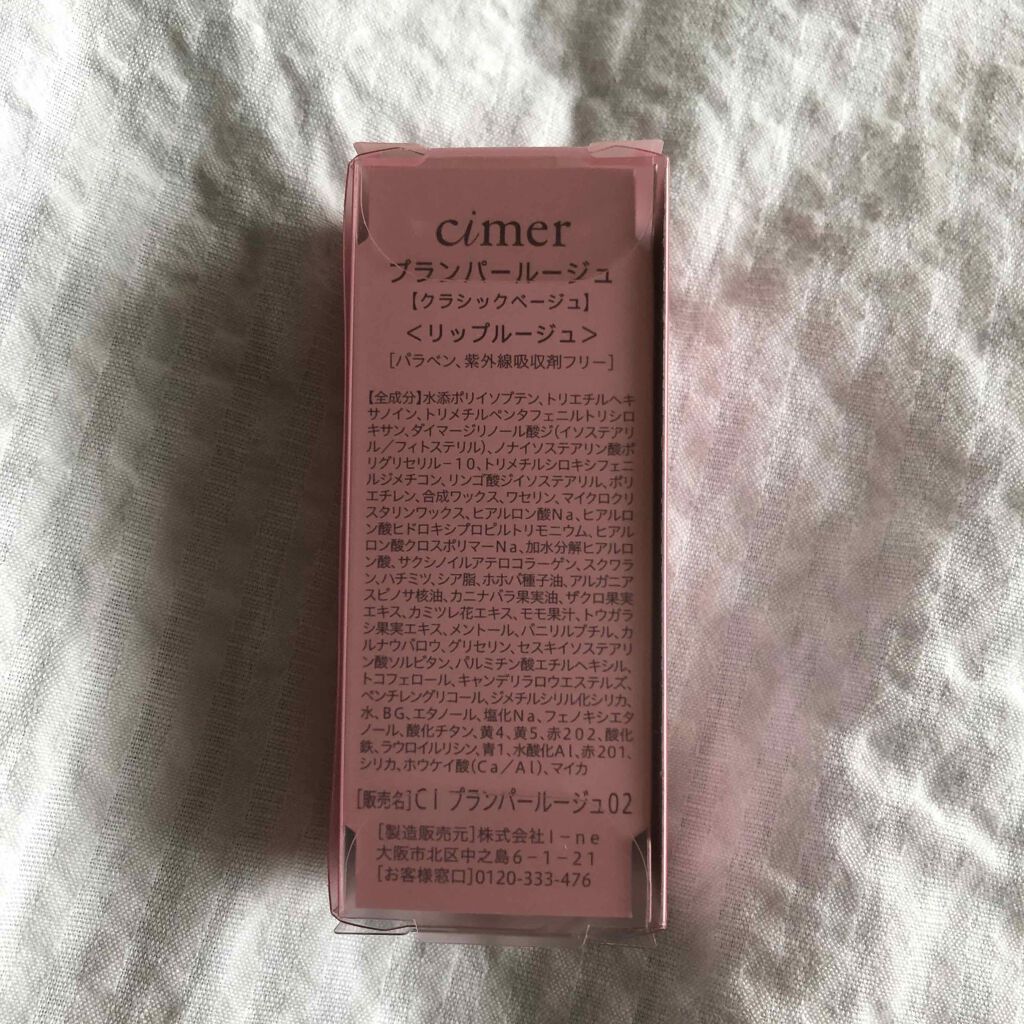 cimer
プランパールージュ
【クラシックベージュ】
＜リップルージュ＞
[パラベン、紫外線吸収剤フリー]
【全成分】水添ポリイソブテン、トリエチルヘキ
サノイン、トリメチルペンタフェニルトリシロ
キサン、ダイマージリノール酸ジ(イソステアリ
ル／フィトステリル)、ノナイソステアリン酸ポ
リグリセリル－10、トリメチルシロキシフェニ
ルジメチコン、リンゴ酸ジイソステアリル、ポリ
エチレン、合成ワックス、ワセリン、マイクロクリ
スタリンワックス、ヒアルロン酸Na、ヒアルロ
ン酸ヒドロキシプロピルトリモニウム、ヒアル
ロン酸クロスポリマーNa、加水分解ヒアルロ
ン酸、サクシノイルアテロコラーゲン、スクワラ
ン、ハチミツ、シア脂、ホホバ種子油、アルガニア
スピノサ核油、カニナバラ果実油、ザクロ果実
エキス、カミツレ花エキス、モモ果汁、トウガラ
シ果実エキス、メントール、バニリルブチル、カ
ルナウバロウ、グリセリン、セスキイソステアリ
ン酸ソルビタン、パルミチン酸エチルヘキシル、
トコフェロール、キャンデリラロウエステルズ、
ペンチレングリコール、ジメチルシリル化シリカ、
水、BG、エタノール、塩化Na、フェノキシエタ
ノール、酸化チタン、黄4、黄5、赤202、酸化
鉄、ラウロイルリシン、青1、水酸化Al、赤201、
シリカ、ホウケイ酸(Ca／Al)、マイカ
[販売名]CI プランパールージュ02
[製造販売元]株式会社I－ne
大阪市北区中之島6－1－21
[お客様窓口]0120-333-476